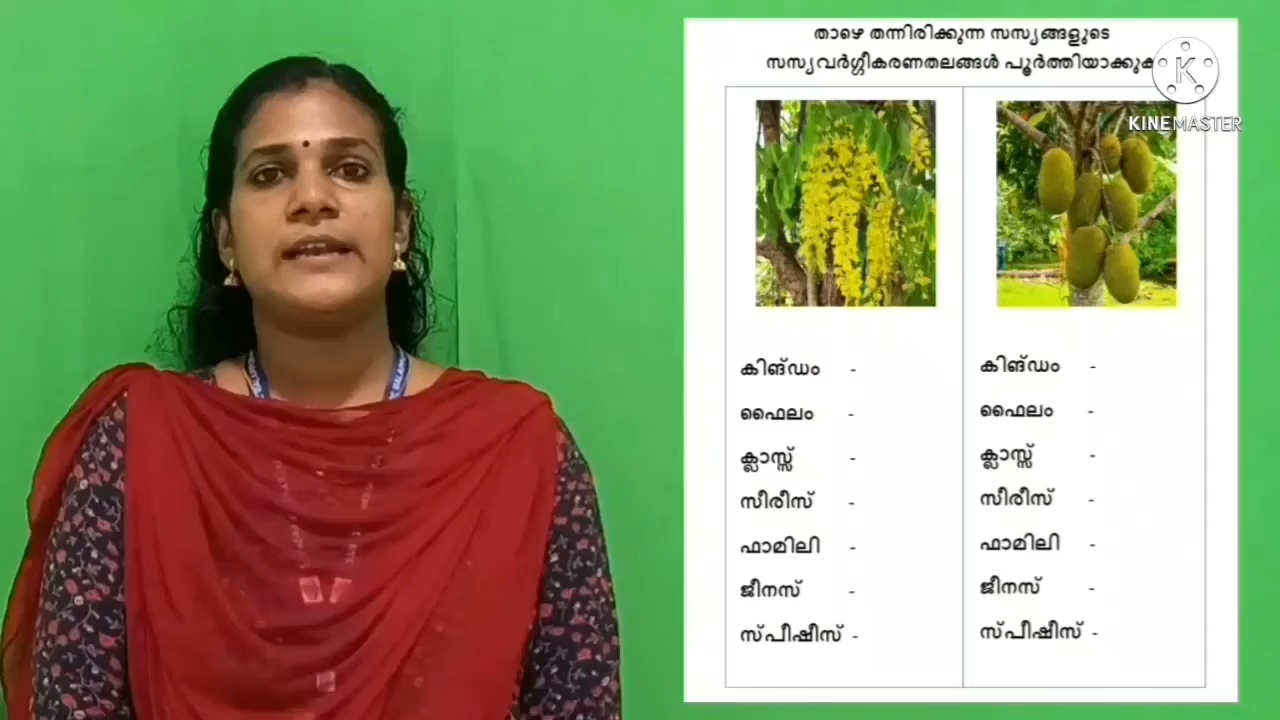 താഴെ തന്നിരിക്കുന്ന സസ്യങ്ങളുടെ
സസ്യവർഗ്ഗീകരണതലങ്ങൾ പൂർത്തിയാക്കുക
K
KINEMASTER
കിങ്ഡം -
ഫൈലം -
ക്ലാസ്സ് -
സീരീസ് -
ഫാമിലി -
ജീനസ് -
സ്പീഷീസ് -
കിങ്ഡം -
ഫൈലം -
ക്ലാസ്സ് -
സീരീസ് -
ഫാമിലി -
ജീനസ് -
സ്പീഷീസ് -